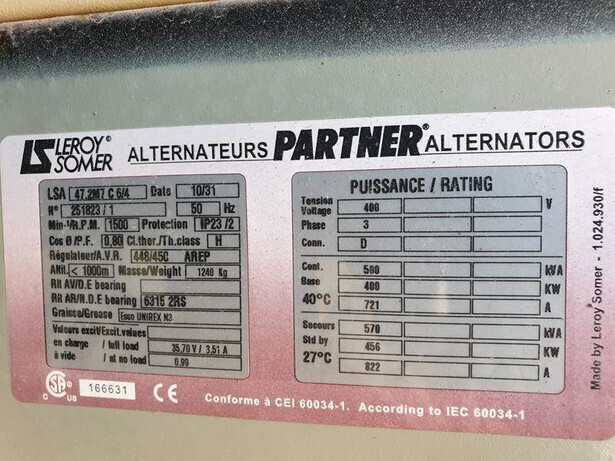 LS LEROY® SOMER ALTERNATEURS PARTNER® ALTERNATORS
LSA 47.2M7 C 6/4 Date 10/31
N° 251823 / 1 50 Hz
Min-¹/R.P.M. 1500 Protection IP23 /2
Cos Ø /P.F. 0,80 Cl.ther./Th.class H
Régulateur/A.V.R. 448/45C AREP
Altit. < 1000m Masse/Weight 1240 Kg
Rlt AV/D.E bearing
Rlt AR/N.D.E bearing 6315 2RS
Graisse/Grease Esso UNIREX N3
Valeurs excit/Excit.values
en charge / full load 35,70 V / 3,51 A
à vide / at no load 0,99
PUISSANCE / RATING
Tension
Voltage 400 V
Phase 3
Conn. D
Cont. 500 kVA
Base 400 KW
40°C 721 A
Secours 570 kVA
Std by 456 KW
27°C 822 A
C SA® US 166631 CE
Conforme à CEI 60034-1. According to IEC 60034-1
Made by Leroy® Somer - 1.024.930/f